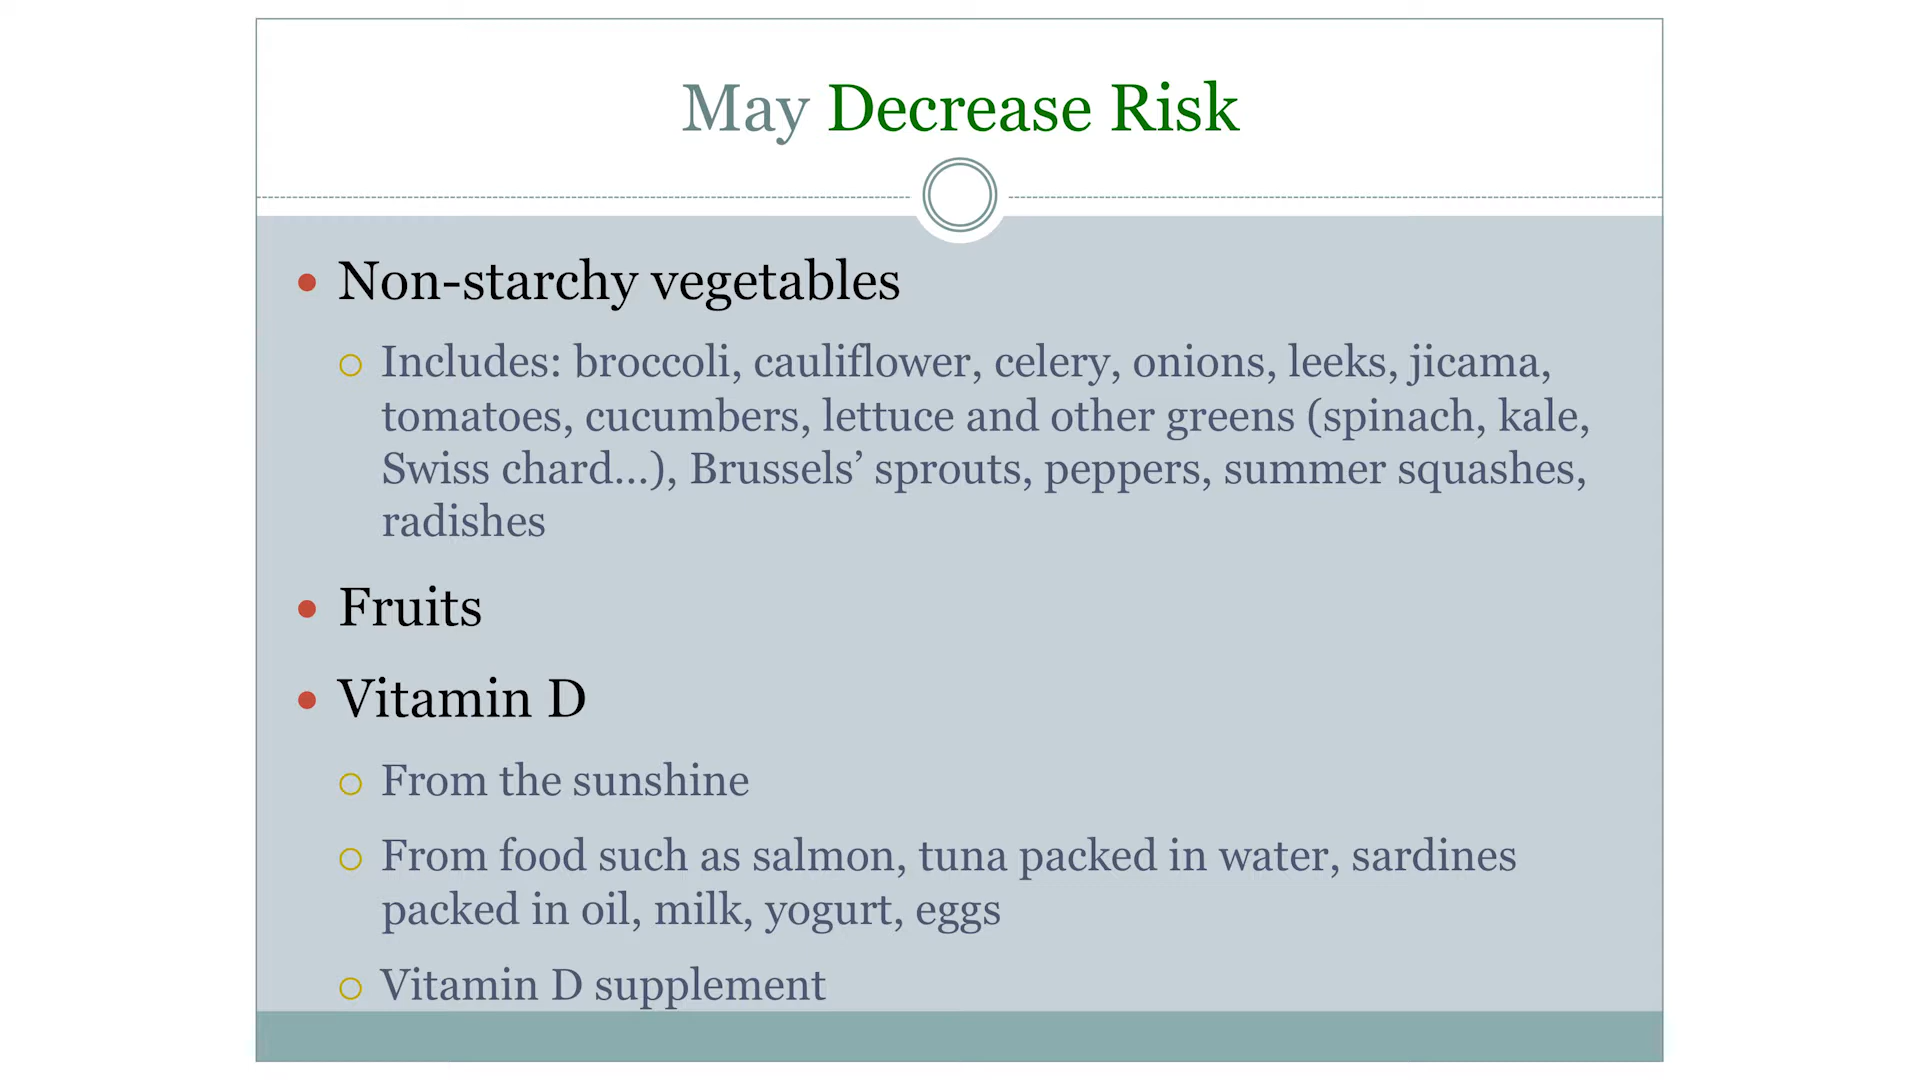 May Decrease Risk
• Non-starchy vegetables
○ Includes: broccoli, cauliflower, celery, onions, leeks, jicama,
tomatoes, cucumbers, lettuce and other greens (spinach, kale,
Swiss chard…), Brussels’ sprouts, peppers, summer squashes,
radishes
• Fruits
• Vitamin D
○ From the sunshine
○ From food such as salmon, tuna packed in water, sardines
packed in oil, milk, yogurt, eggs
○ Vitamin D supplement